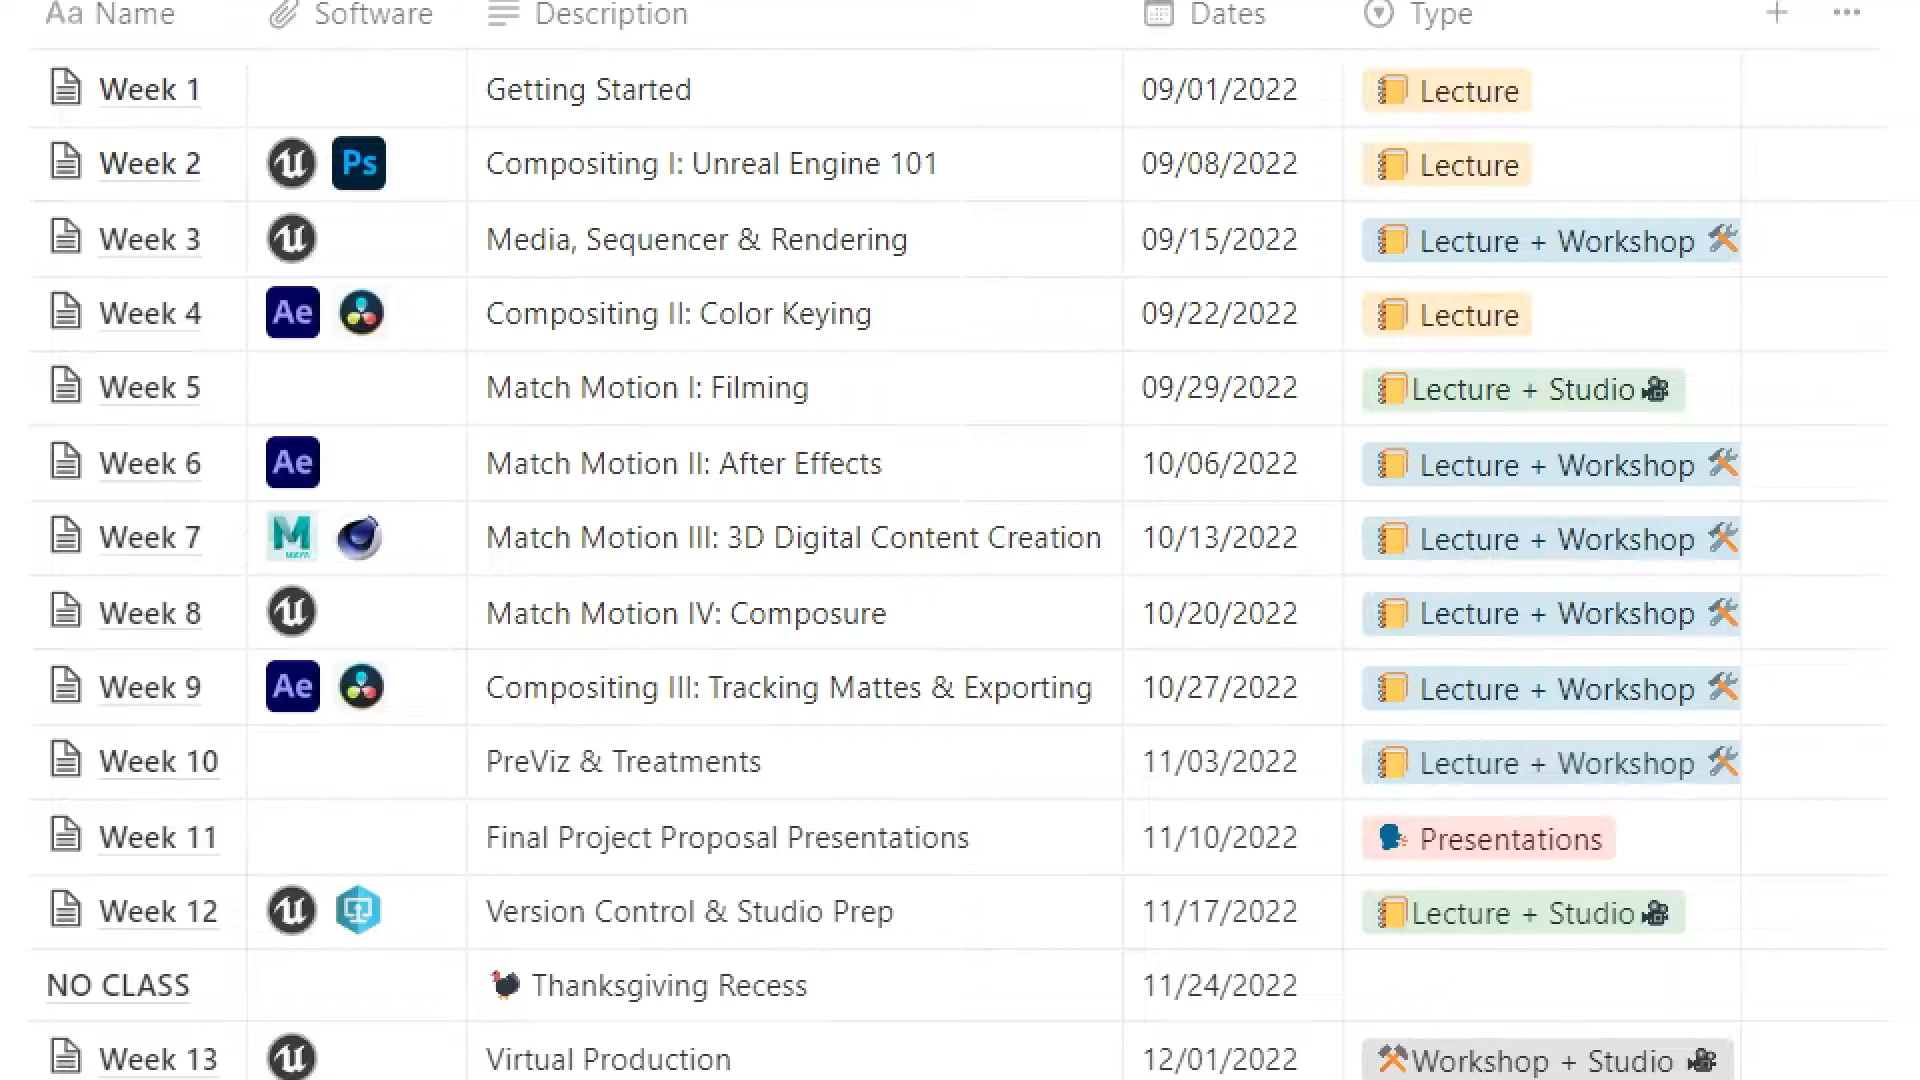 Aa Name Software Description Dates Type
Week 1 Getting Started 09/01/2022 Lecture
Week 2 Ps Compositing I: Unreal Engine 101 09/08/2022 Lecture
Week 3 Media, Sequencer & Rendering 09/15/2022 Lecture + Workshop
Week 4 Ae Compositing II: Color Keying 09/22/2022 Lecture
Week 5 Match Motion I: Filming 09/29/2022 Lecture + Studio
Week 6 Ae Match Motion II: After Effects 10/06/2022 Lecture + Workshop
Week 7 M MAYA Match Motion III: 3D Digital Content Creation 10/13/2022 Lecture + Workshop
Week 8 Match Motion IV: Composure 10/20/2022 Lecture + Workshop
Week 9 Ae Compositing III: Tracking Mattes & Exporting 10/27/2022 Lecture + Workshop
Week 10 PreViz & Treatments 11/03/2022 Lecture + Workshop
Week 11 Final Project Proposal Presentations 11/10/2022 Presentations
Week 12 Version Control & Studio Prep 11/17/2022 Lecture + Studio
NO CLASS Thanksgiving Recess 11/24/2022
Week 13 Virtual Production 12/01/2022 Workshop + Studio